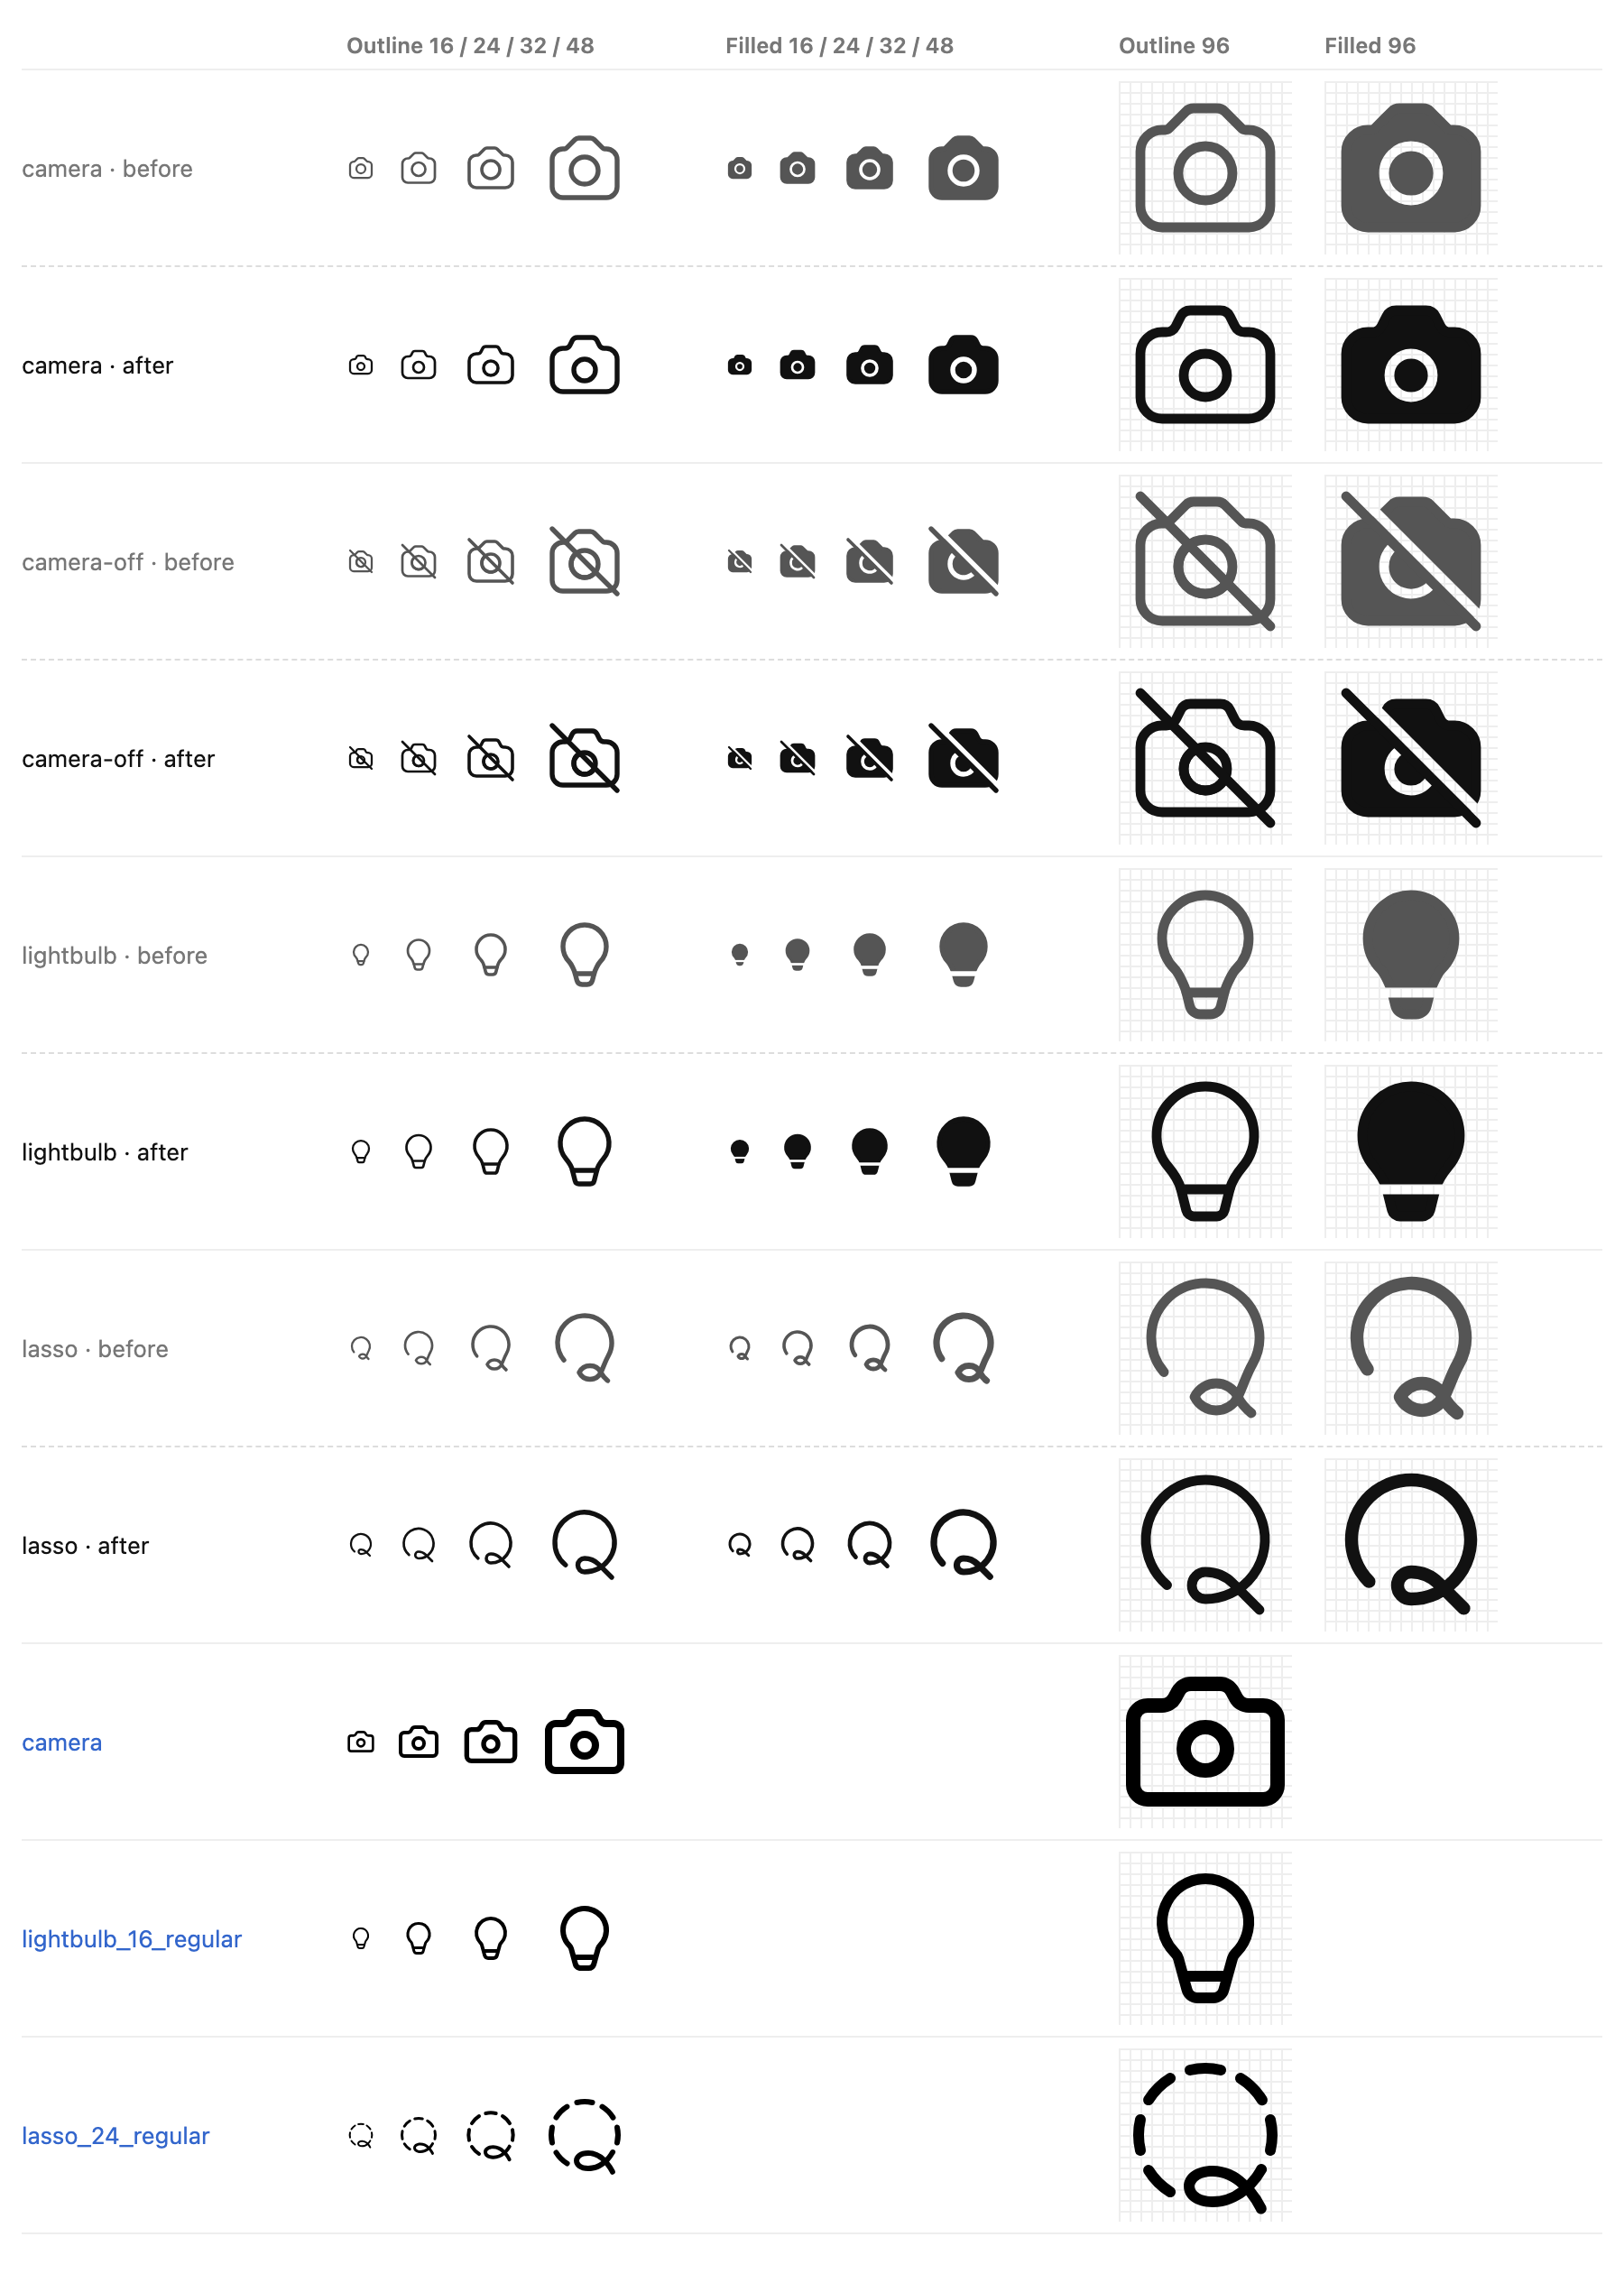 Outline 16 / 24 / 32 / 48 Filled 16 / 24 / 32 / 48 Outline 96 Filled 96
camera · before
camera · after
camera-off · before
camera-off · after
lightbulb · before
lightbulb · after
lasso · before
lasso · after
camera
lightbulb_16_regular
lasso_24_regular